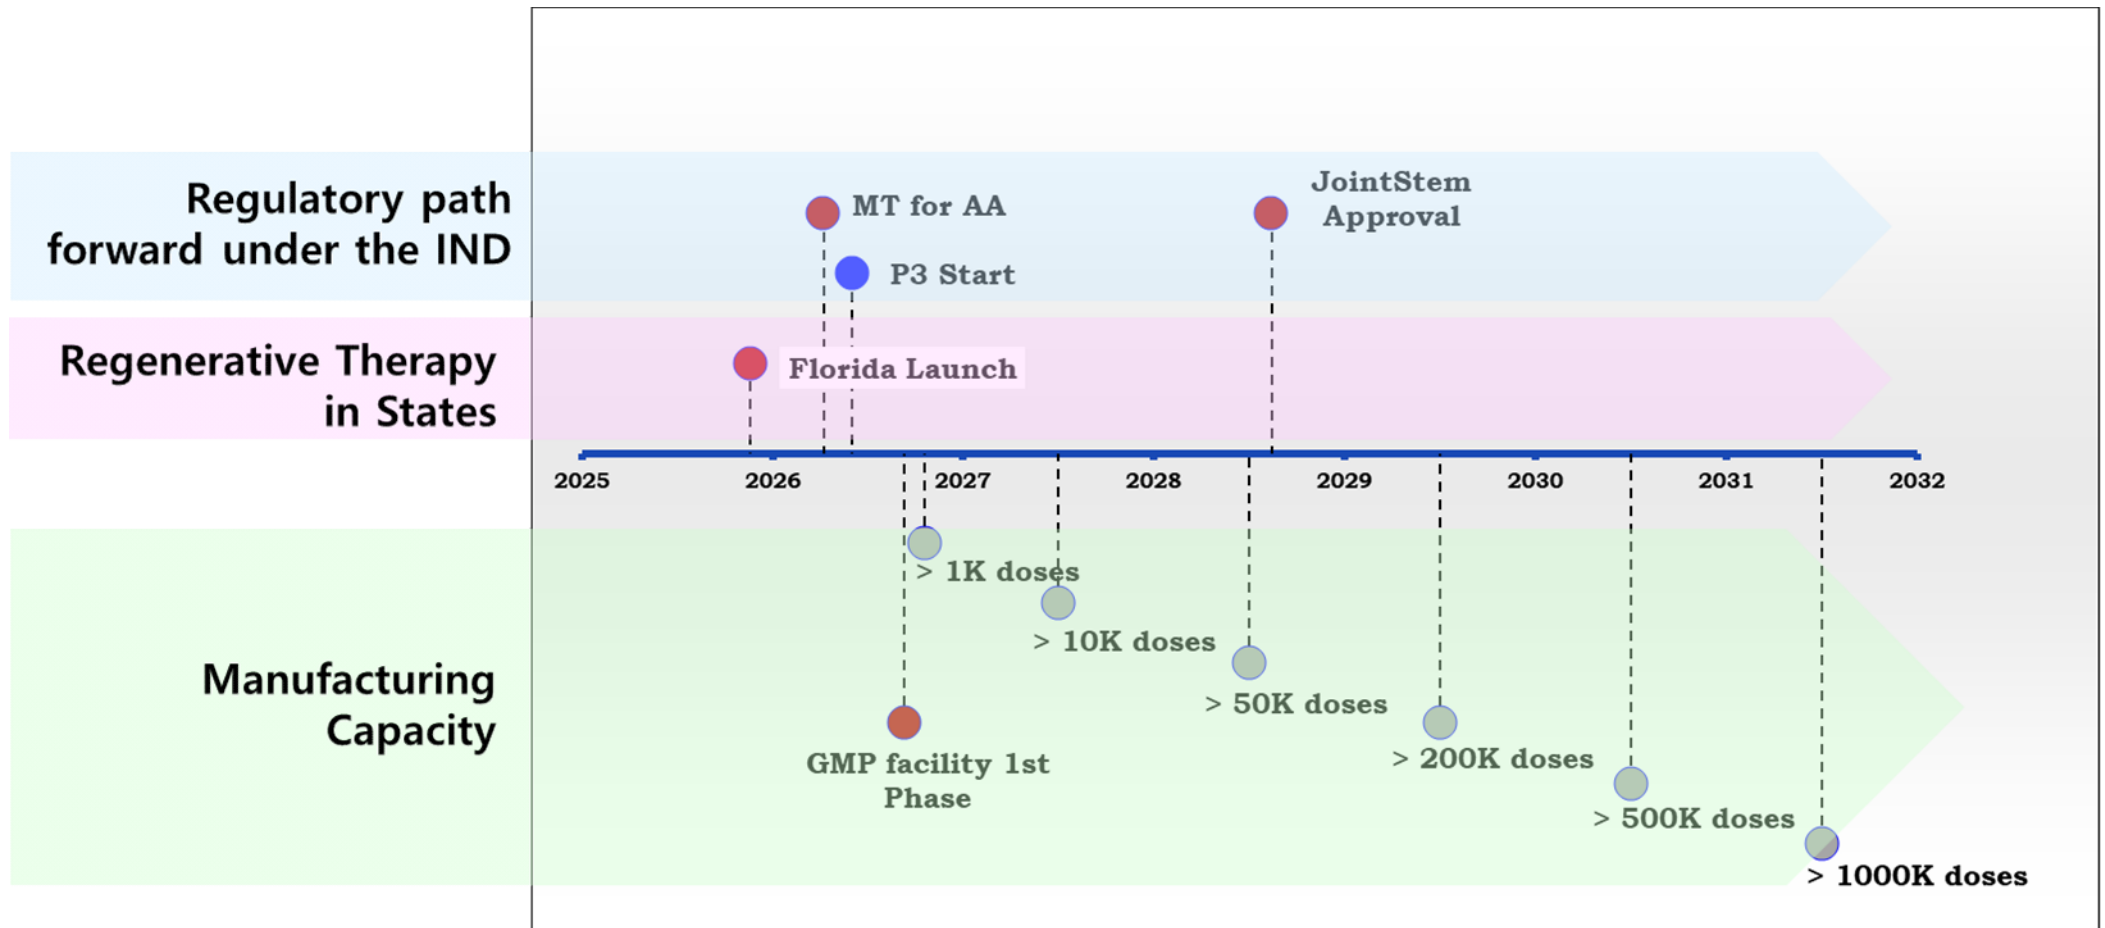 Regulatory path
forward under the IND
MT for AA
JointStem
Approval
P3 Start
Regenerative Therapy
in States
Florida Launch
2025
2026
2027
2028
2029
2030
2031
2032
Manufacturing
Capacity
> 1K doses
> 10K doses
> 50K doses
> 200K doses
GMP facility 1st
Phase
> 500K doses
> 1000K doses